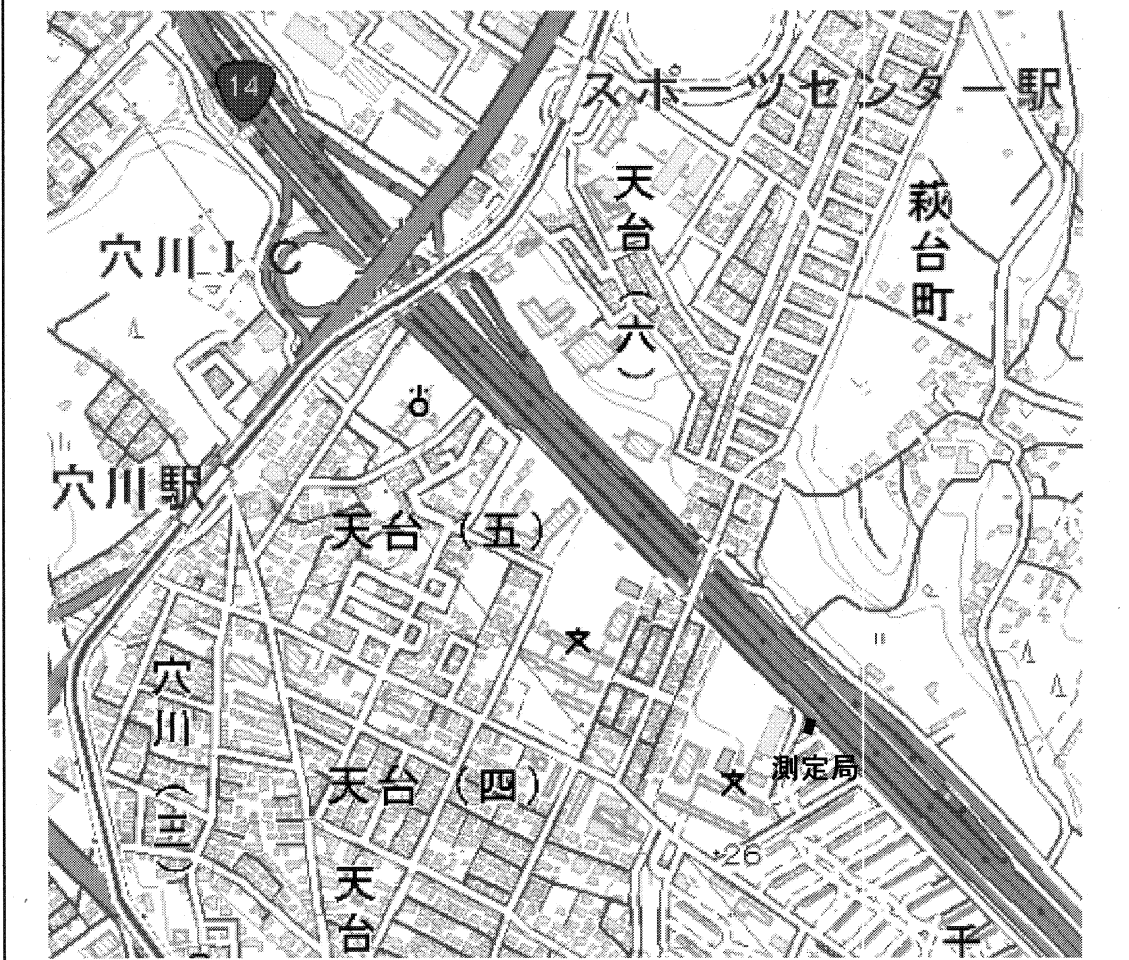 14
スポーツセンター駅
天台(六)
萩台町
穴川IC
穴川駅
天台(五)
穴川(三)
測定局
天台(四)
26
天台
千